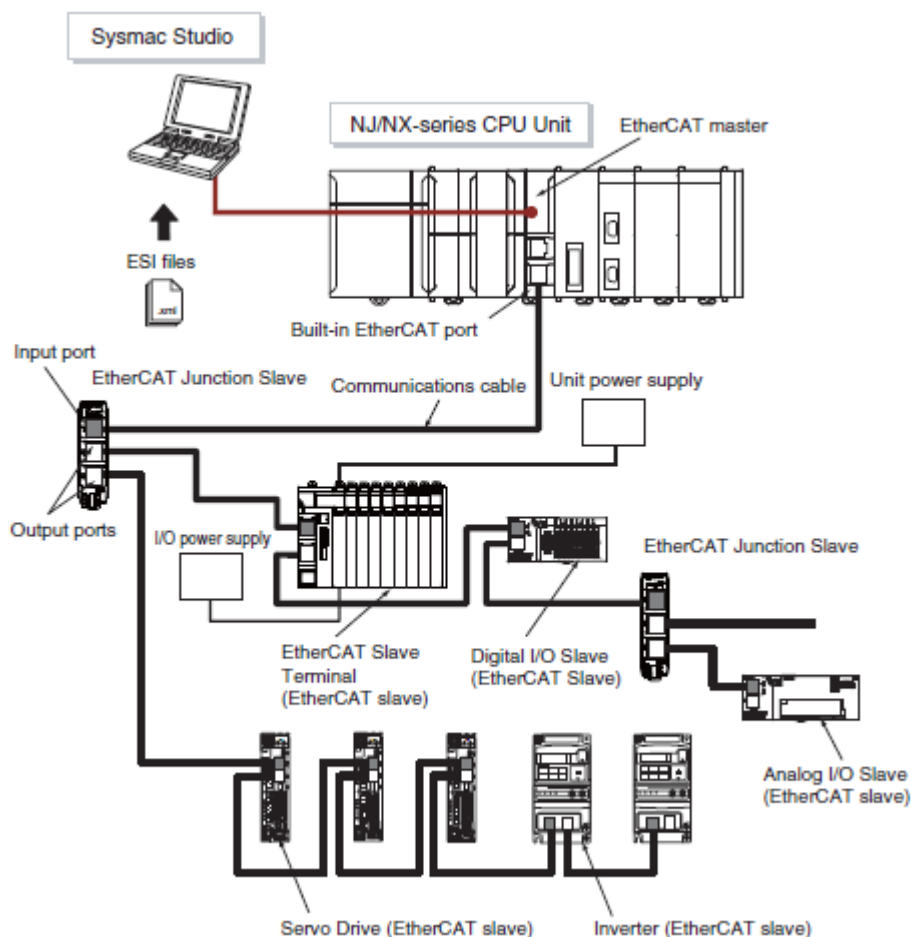 Sysmac Studio
NJ/NX-series CPU Unit
EtherCAT master
ESI files
.xml
Built-in EtherCAT port
Input port
EtherCAT Junction Slave
Communications cable
Unit power supply
Output ports
I/O power supply
EtherCAT Junction Slave
EtherCAT Slave
Terminal
(EtherCAT slave)
Digital I/O Slave
(EtherCAT Slave)
Analog I/O Slave
(EtherCAT slave)
Servo Drive (EtherCAT slave)
Inverter (EtherCAT slave)